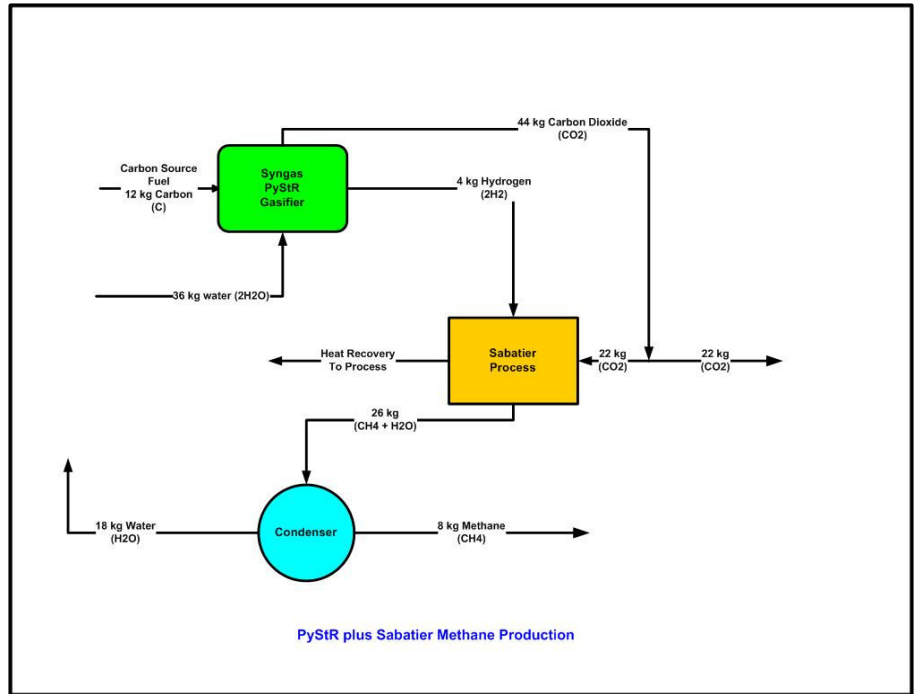 44 kg Carbon Dioxide
(CO2)
Carbon Source
Fuel
12 kg Carbon
(C)
Syngas
PyStR
Gasifier
4 kg Hydrogen
(2H2)
36 kg water (2H2O)
Heat Recovery
To Process
Sabatier
Process
22 kg
(CO2)
22 kg
(CO2)
26 kg
(CH4 + H2O)
18 kg Water
(H2O)
Condenser
8 kg Methane
(CH4)
PyStR plus Sabatier Methane Production